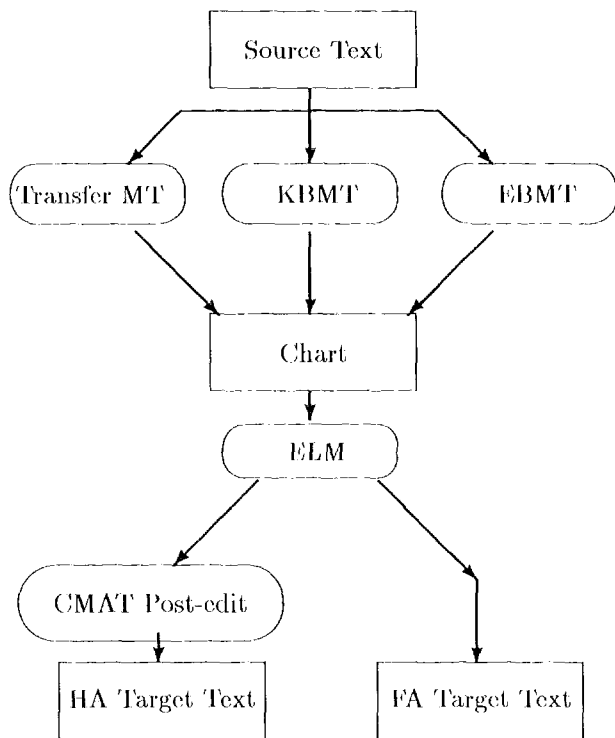 Source Text
Transfer MT
KBMT
EBMT
Chart
ELM
CMAT Post-edit
HA Target Text
FA Target Text